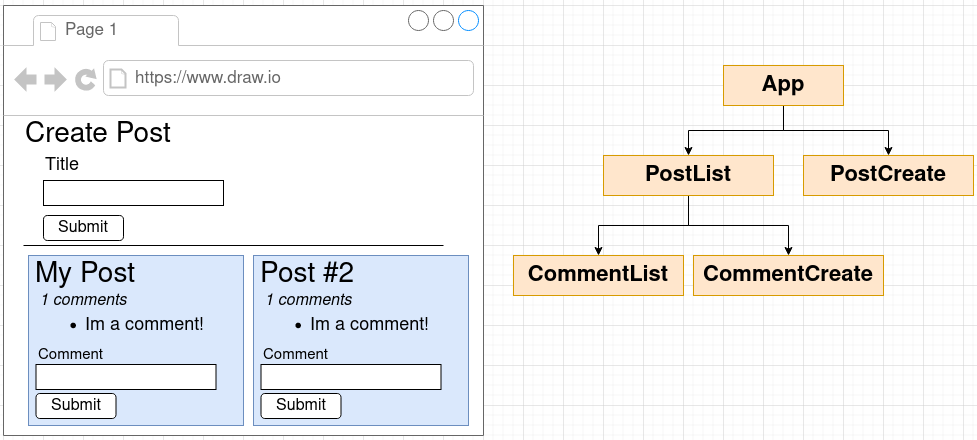 Page 1
https://www.draw.io
Create Post
Title
Submit
My Post
1 comments
• Im a comment!
Comment
Submit
Post #2
1 comments
• Im a comment!
Comment
Submit
App
PostList
PostCreate
CommentList
CommentCreate